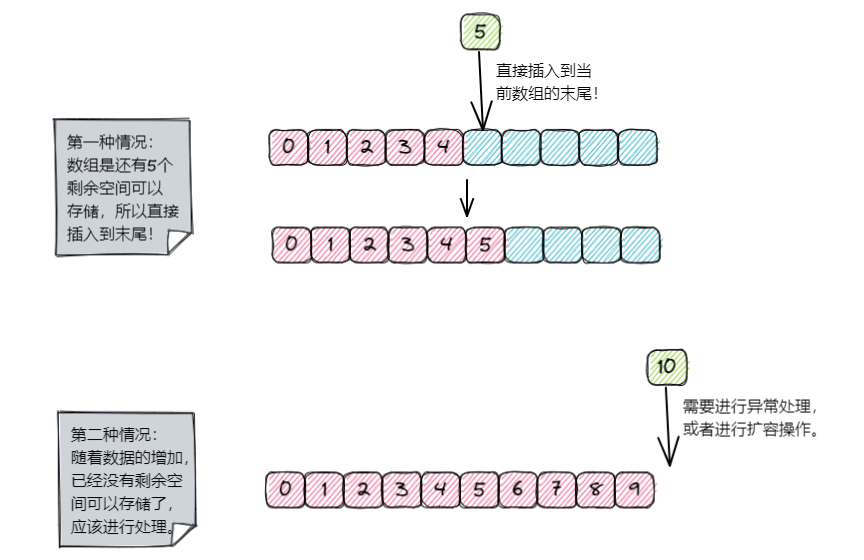 5
直接插入到当
前数组的末尾！
第一种情况：
数组是还有5个
剩余空间可以
存储，所以直接
插入到末尾！
0 1 2 3 4
0 1 2 3 4 5
10
需要进行异常处理，
或者进行扩容操作。
第二种情况：
随着数据的增加，
已经没有剩余空
间可以存储了，
应该进行处理。
0 1 2 3 4 5 6 7 8 9